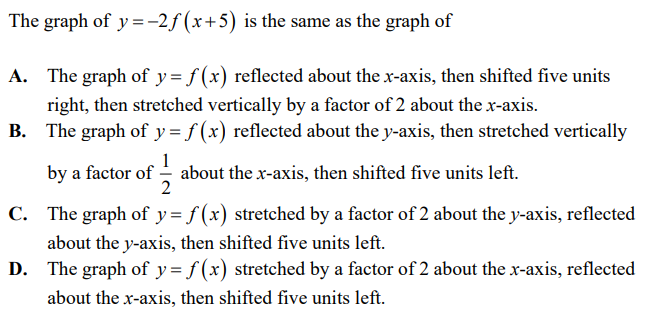 The graph of y = −2f(x+5) is the same as the graph of
A. The graph of y = f(x) reflected about the x-axis, then shifted five units
right, then stretched vertically by a factor of 2 about the x-axis.
B. The graph of y = f(x) reflected about the y-axis, then stretched vertically
by a factor of 1/2 about the x-axis, then shifted five units left.
C. The graph of y = f(x) stretched by a factor of 2 about the y-axis, reflected
about the y-axis, then shifted five units left.
D. The graph of y = f(x) stretched by a factor of 2 about the x-axis, reflected
about the x-axis, then shifted five units left.